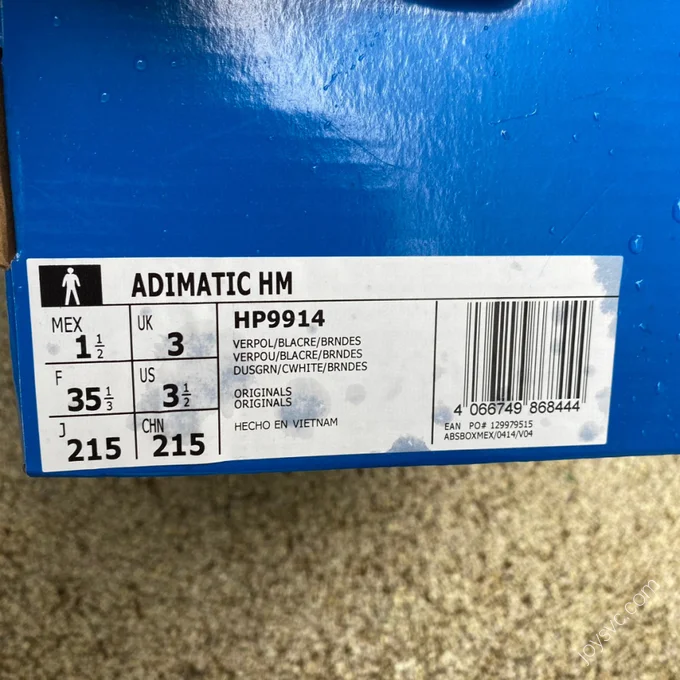 ADIMATIC HM
MEX 1 1/2
UK 3
F 35 1/3
US 3 1/2
J 215
CHN 215
HP9914
VERPOL/BLACRE/BRNDES
VERPOU/BLACRE/BRNDES
DUSGRN/CWHITE/BRNDES
ORIGINALS
ORIGINALS
HECHO EN VIETNAM
4 066749 868444
EAN PO# 129979515
ABSBOXMEX/0414/V04
joysvc.com